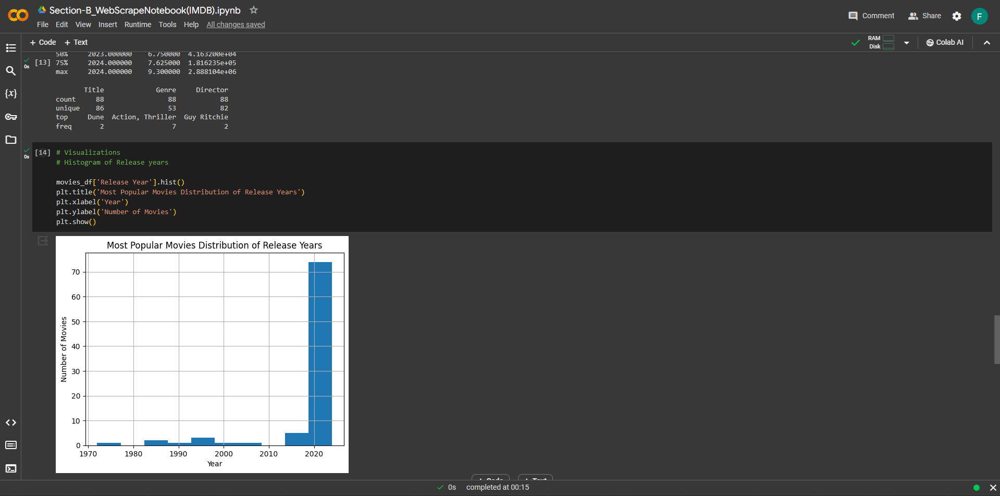 Section-B_WebScrapeNotebook(IMDB).ipynb
Comment
Share
F
File Edit View Insert Runtime Tools Help All changes saved
+ Code + Text
RAM
Disk
Colab AI
50% 2023.000000 6.750000 4.163200e+04
0s
[13] 75% 2024.000000 7.625000 1.816235e+05
max 2024.000000 9.300000 2.888104e+06
Title Genre Director
count 88 88 88
unique 86 53 82
top Dune Action, Thriller Guy Ritchie
freq 2 7 2
0s
[14] # Visualizations
# Histogram of Release years
movies_df['Release Year'].hist()
plt.title('Most Popular Movies Distribution of Release Years')
plt.xlabel('Year')
plt.ylabel('Number of Movies')
plt.show()
Most Popular Movies Distribution of Release Years
Number of Movies
70
60
50
40
30
20
10
0
1970 1980 1990 2000 2010 2020
Year
+ Code + Text
0s completed at 00:15